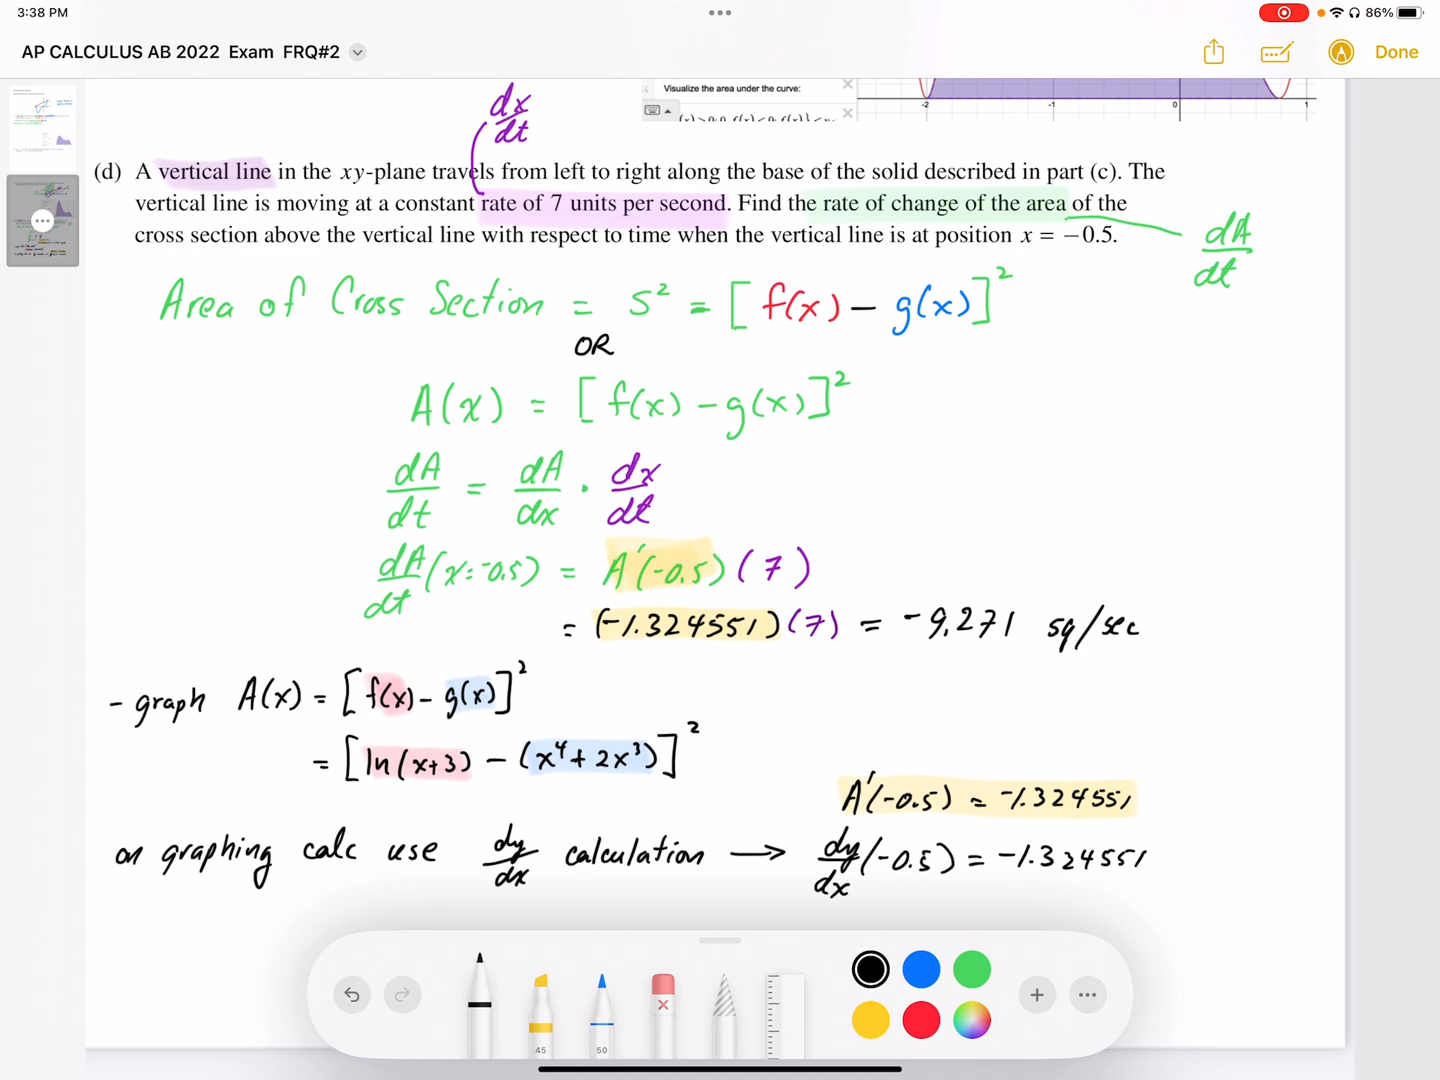 3:38 PM
86%
AP CALCULUS AB 2022 Exam FRQ#2
Done
Visualize the area under the curve:
-2 -1 0 1
dx/dt
(d) A vertical line in the xy-plane travels from left to right along the base of the solid described in part (c). The
vertical line is moving at a constant rate of 7 units per second. Find the rate of change of the area of the
cross section above the vertical line with respect to time when the vertical line is at position x = −0.5.
dA/dt
Area of Cross Section = s² = [f(x) − g(x)]²
OR
A(x) = [f(x) − g(x)]²
dA/dt = dA/dx · dx/dt
dA/dt (x=-0.5) = A'(-0.5) (7)
= (-1.324551)(7) = -9.271 sq/sec
- graph A(x) = [f(x) - g(x)]²
= [ln(x+3) − (x⁴ + 2x³)]²
A'(-0.5) = -1.324551
on graphing calc use dy/dx calculation → dy/dx (-0.5) = -1.324551
45
50